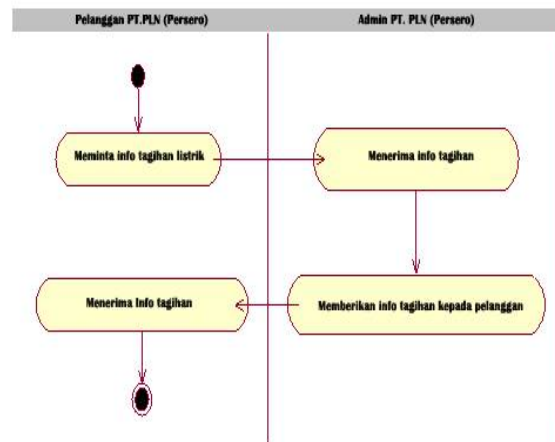 Pelanggan PT.PLN (Persero)
Admin PT. PLN (Persero)
Meminta info tagihan listrik
Menerima info tagihan
Memberikan info tagihan kepada pelanggan
Menerima Info tagihan